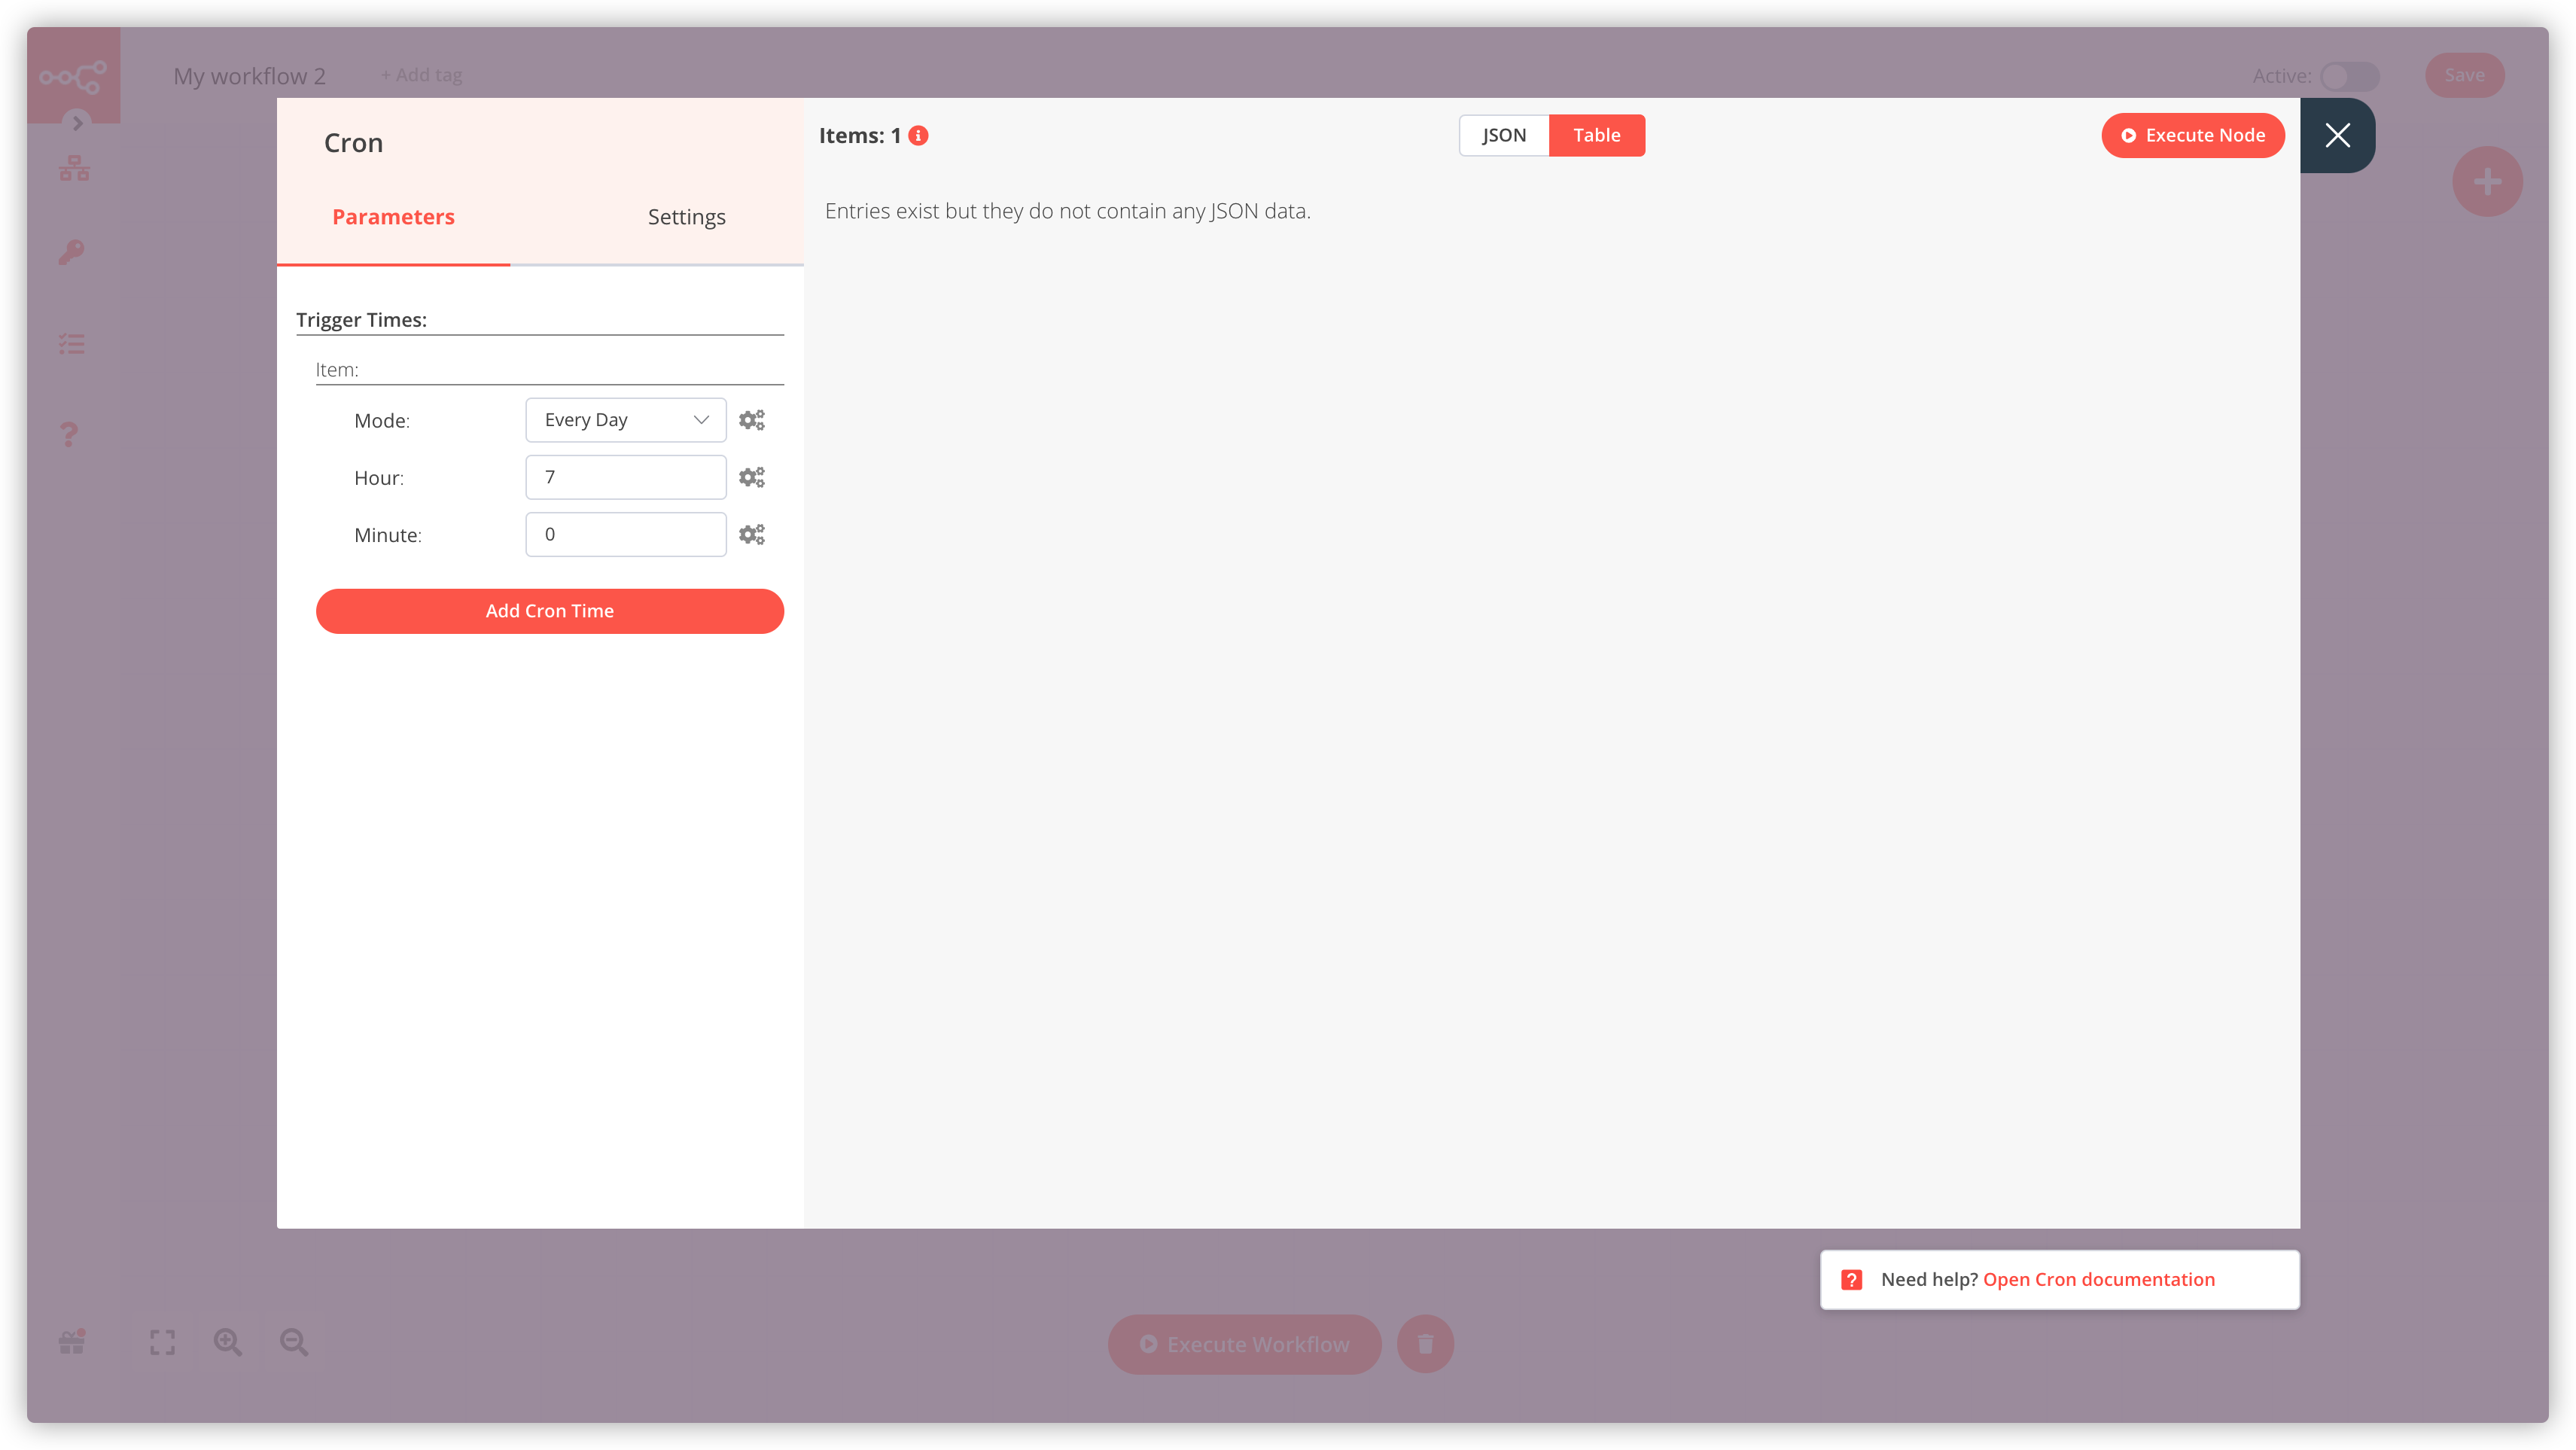 My workflow 2
+ Add tag
Active:
Save
Cron
Parameters
Settings
Trigger Times:
Item:
Mode:
Every Day
Hour:
7
Minute:
0
Add Cron Time
Items: 1
JSON
Table
Execute Node
Entries exist but they do not contain any JSON data.
Need help? Open Cron documentation
Execute Workflow